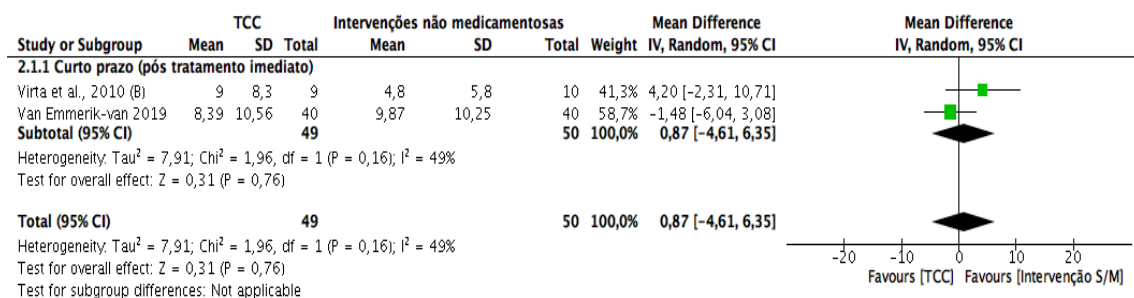 TCC Intervenções não medicamentosas Mean Difference Mean Difference
Study or Subgroup Mean SD Total Mean SD Total Weight IV, Random, 95% CI IV, Random, 95% CI
2.1.1 Curto prazo (pós tratamento imediato)
Virta et al., 2010 (B) 9 8,3 9 4,8 5,8 10 41,3% 4,20 [−2,31, 10,71]
Van Emmerik-van 2019 8,39 10,56 40 9,87 10,25 40 58,7% −1,48 [−6,04, 3,08]
Subtotal (95% CI) 49 50 100,0% 0,87 [−4,61, 6,35]
Heterogeneity: Tau² = 7,91; Chi² = 1,96, df = 1 (P = 0,16); I² = 49%
Test for overall effect: Z = 0,31 (P = 0,76)
Total (95% CI) 49 50 100,0% 0,87 [−4,61, 6,35]
Heterogeneity: Tau² = 7,91; Chi² = 1,96, df = 1 (P = 0,16); I² = 49%
Test for overall effect: Z = 0,31 (P = 0,76)
Test for subgroup differences: Not applicable
−20 −10 0 10 20
Favours [TCC] Favours [Intervenção S/M]